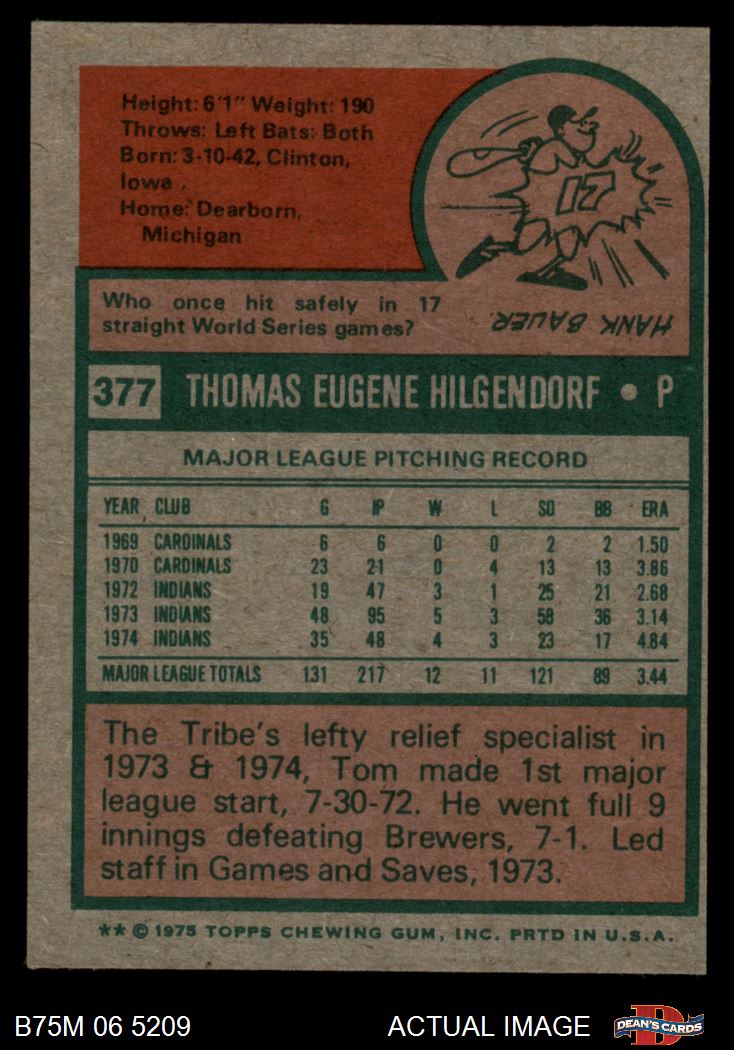 Height: 6'1" Weight: 190
Throws: Left Bats: Both
Born: 3-10-42, Clinton,
Iowa
Home: Dearborn,
Michigan
17
Who once hit safely in 17
straight World Series games?
HANK BAUER.
377 THOMAS EUGENE HILGENDORF • P
MAJOR LEAGUE PITCHING RECORD
YEAR CLUB G IP W L SO BB ERA
1969 CARDINALS 6 6 0 0 2 2 1.50
1970 CARDINALS 23 21 0 4 13 13 3.86
1972 INDIANS 19 47 3 1 25 21 2.68
1973 INDIANS 48 95 5 3 58 36 3.14
1974 INDIANS 35 48 4 3 23 17 4.84
MAJOR LEAGUE TOTALS 131 217 12 11 121 89 3.44
The Tribe's lefty relief specialist in
1973 & 1974, Tom made 1st major
league start, 7-30-72. He went full 9
innings defeating Brewers, 7-1. Led
staff in Games and Saves, 1973.
** © 1975 TOPPS CHEWING GUM, INC. PRTD IN U.S.A.
B75M 06 5209 ACTUAL IMAGE DEAN'S CARDS